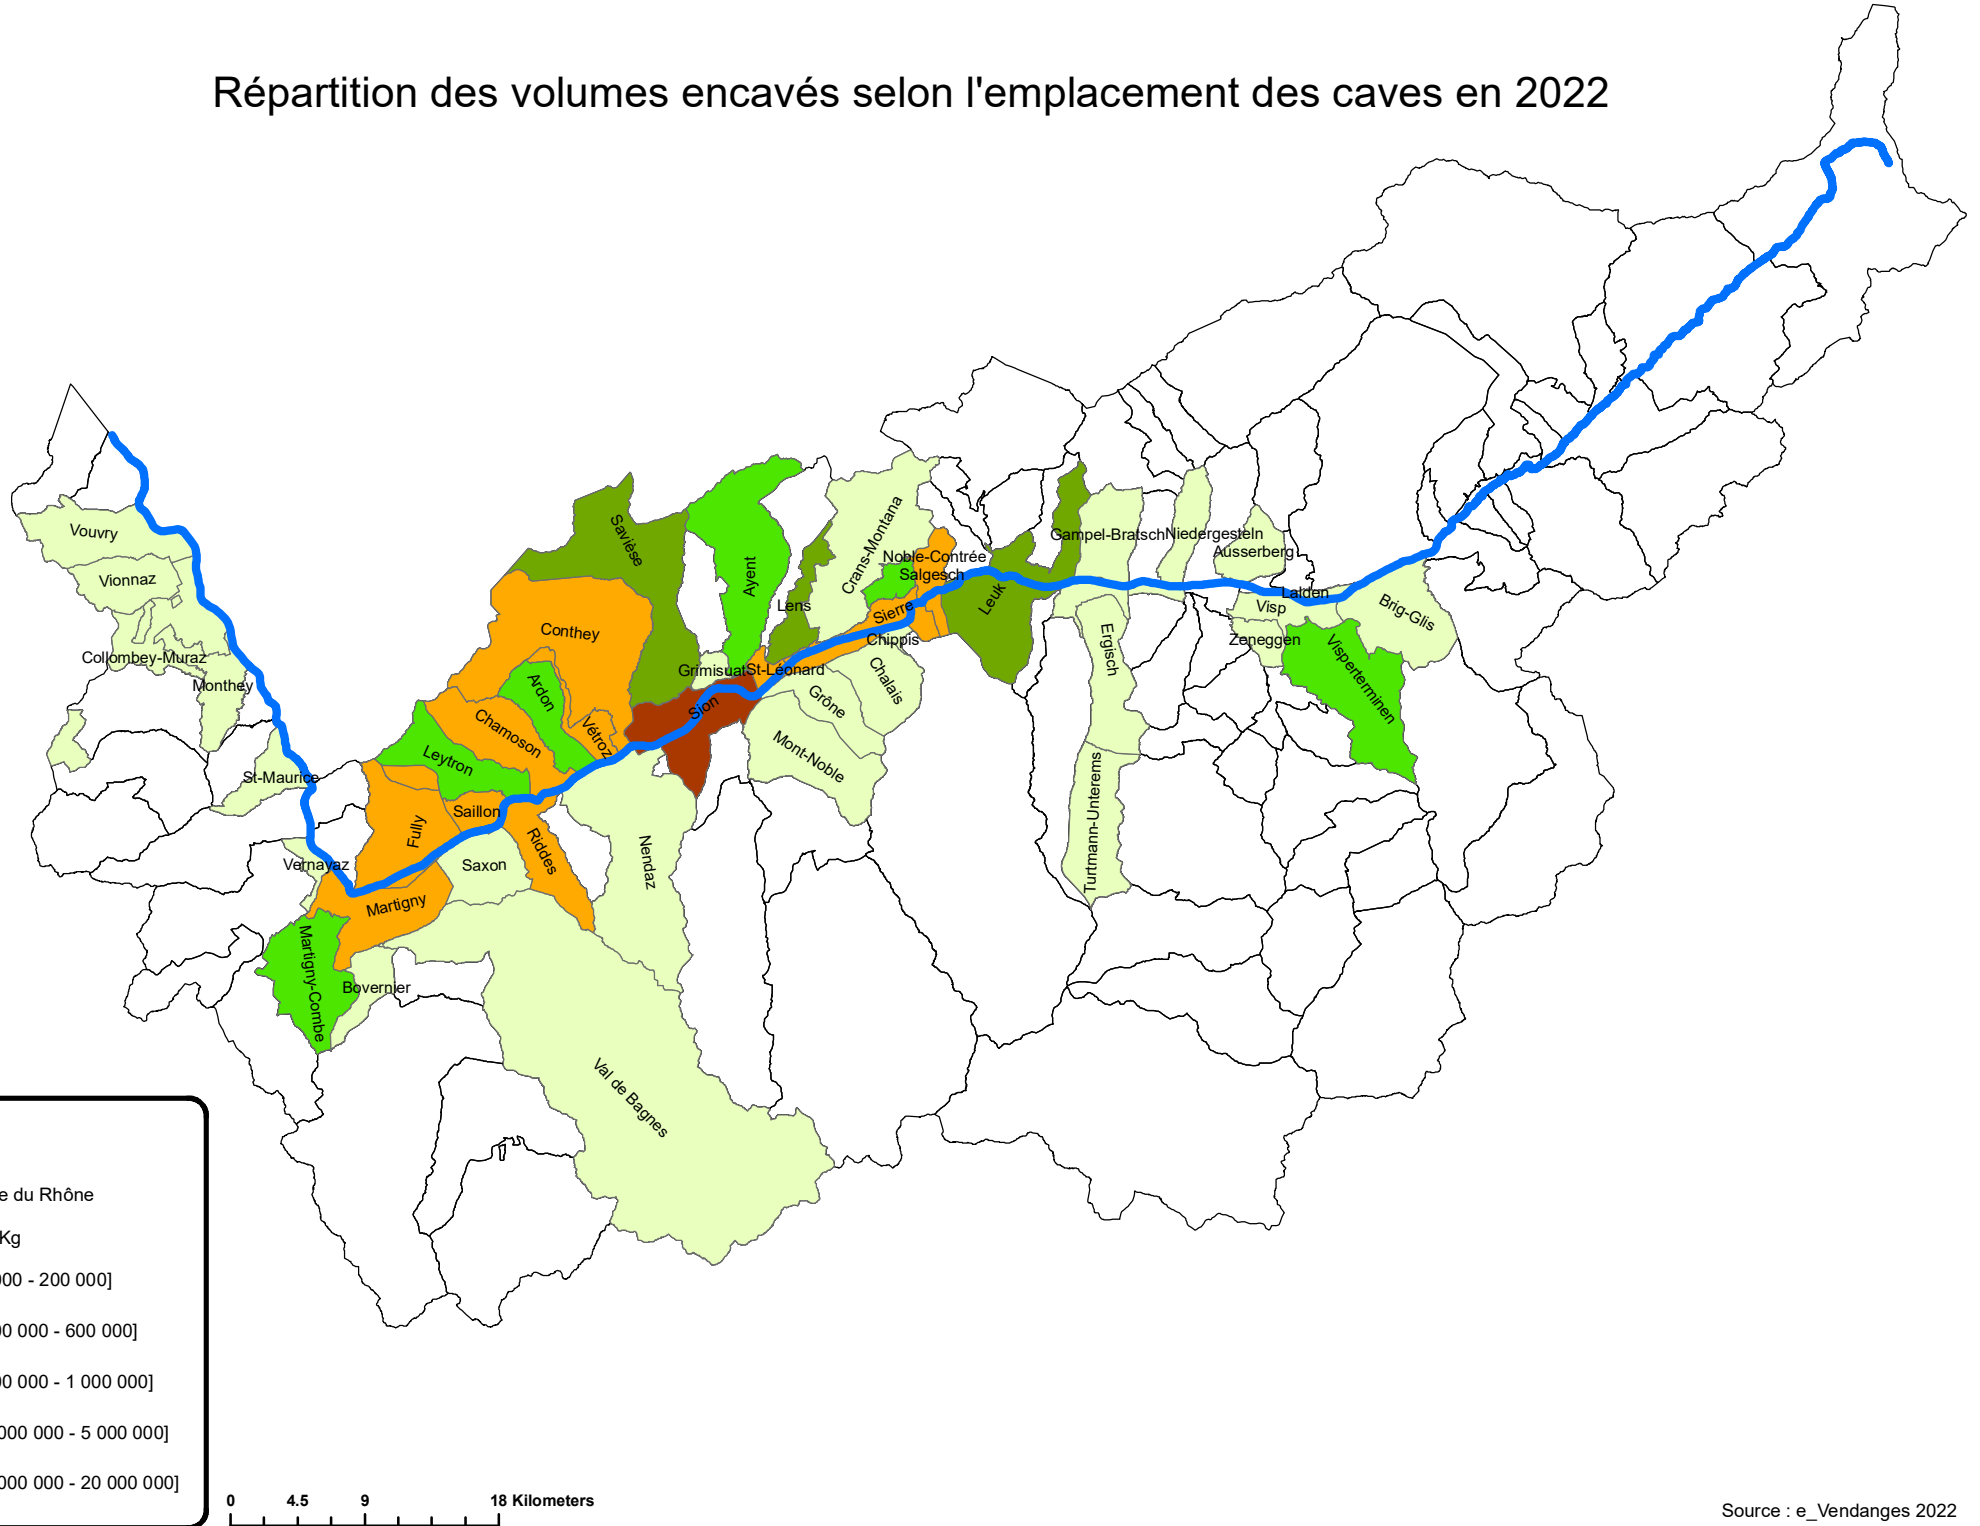 Répartition des volumes encavés selon l'emplacement des caves en 2022
Vouvry
Vionnaz
Collombey-Muraz
Monthey
St-Maurice
Vernayaz
Martigny
Martigny-Combe
Bovernier
Fully
Saillon
Saxon
Riddes
Leytron
Chamoson
Ardon
Vétroz
Conthey
Savièse
Nendaz
Val de Bagnes
Sion
Grimisuat
Ayent
St-Léonard
Lens
Crans-Montana
Noble-Contrée
Salgesch
Sierre
Chippis
Chalais
Grône
Mont-Noble
Leuk
Gampel-Bratsch
Niedergesteln
Ausserberg
Ergisch
Turtmann-Unterems
Lalden
Visp
Zeneggen
Visperterminen
Brig-Glis
e du Rhône
Kg
000 - 200 000]
00 000 - 600 000]
00 000 - 1 000 000]
000 000 - 5 000 000]
000 000 - 20 000 000]
0 4.5 9 18 Kilometers
Source : e_Vendanges 2022